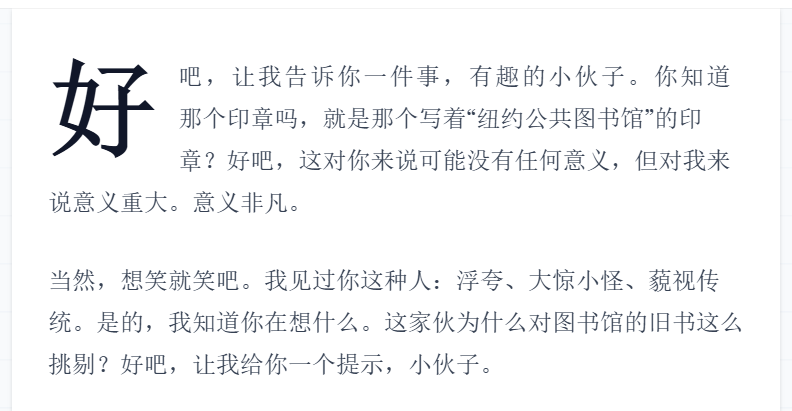 好吧，让我告诉你一件事，有趣的小伙子。你知道
那个印章吗，就是那个写着“纽约公共图书馆”的印
章？好吧，这对你来说可能没有任何意义，但对我来
说意义重大。意义非凡。
当然，想笑就笑吧。我见过你这种人：浮夸、大惊小怪、藐视传
统。是的，我知道你在想什么。这家伙为什么对图书馆的旧书这么
挑剔？好吧，让我给你一个提示，小伙子。